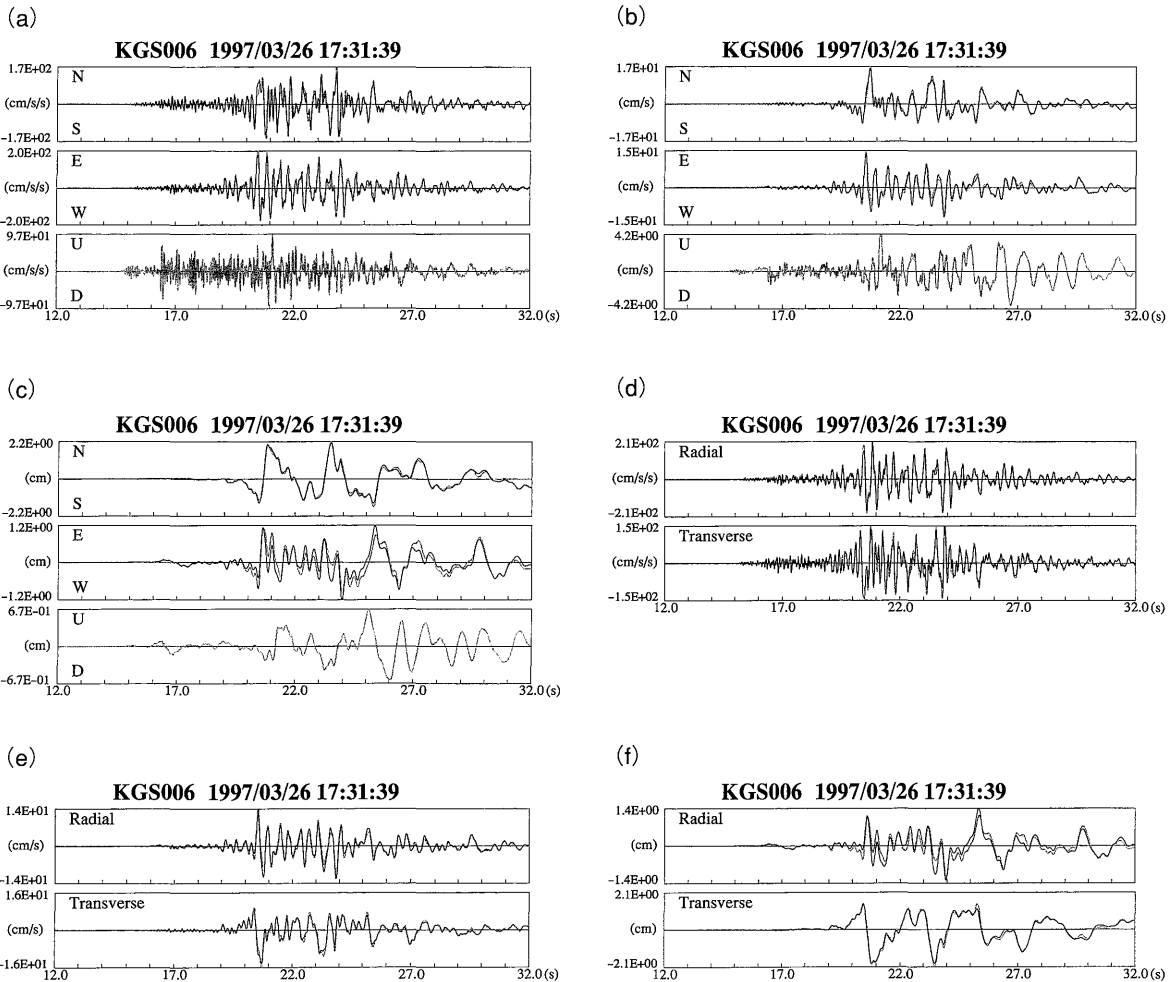 (a)
KGS006 1997/03/26 17:31:39
1.7E+02
N
(cm/s/s)
S
−1.7E+02
2.0E+02
E
(cm/s/s)
W
−2.0E+02
9.7E+01
U
(cm/s/s)
D
−9.7E+01
12.0 17.0 22.0 27.0 32.0(s)
(b)
KGS006 1997/03/26 17:31:39
1.7E+01
N
(cm/s)
S
−1.7E+01
1.5E+01
E
(cm/s)
W
−1.5E+01
4.2E+00
U
(cm/s)
D
−4.2E+00
12.0 17.0 22.0 27.0 32.0(s)
(c)
KGS006 1997/03/26 17:31:39
2.2E+00
N
(cm)
S
−2.2E+00
1.2E+00
E
(cm)
W
−1.2E+00
6.7E−01
U
(cm)
D
−6.7E−01
12.0 17.0 22.0 27.0 32.0(s)
(d)
KGS006 1997/03/26 17:31:39
2.1E+02
Radial
(cm/s/s)
−2.1E+02
1.5E+02
Transverse
(cm/s/s)
−1.5E+02
12.0 17.0 22.0 27.0 32.0(s)
(e)
KGS006 1997/03/26 17:31:39
1.4E+01
Radial
(cm/s)
−1.4E+01
1.6E+01
Transverse
(cm/s)
−1.6E+01
12.0 17.0 22.0 27.0 32.0(s)
(f)
KGS006 1997/03/26 17:31:39
1.4E+00
Radial
(cm)
−1.4E+00
2.1E+00
Transverse
(cm)
−2.1E+00
12.0 17.0 22.0 27.0 32.0(s)